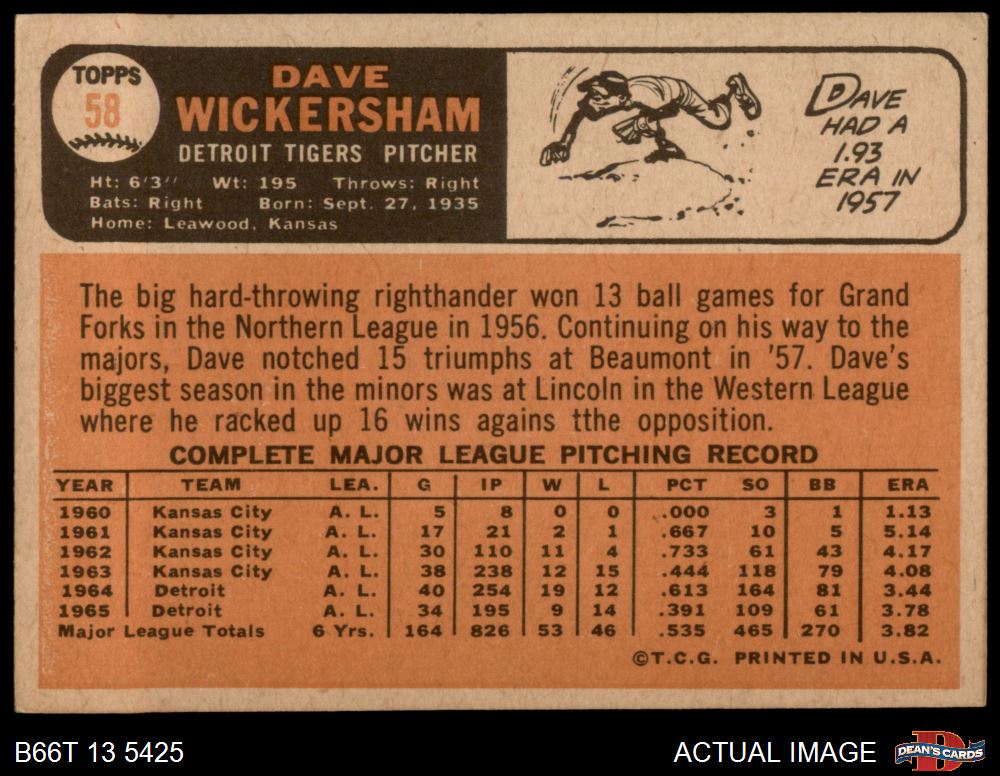 TOPPS
58
DAVE
WICKERSHAM
DETROIT TIGERS PITCHER
Ht: 6'3" Wt: 195 Throws: Right
Bats: Right Born: Sept. 27, 1935
Home: Leawood, Kansas
DAVE
HAD A
1.93
ERA IN
1957
The big hard-throwing righthander won 13 ball games for Grand
Forks in the Northern League in 1956. Continuing on his way to the
majors, Dave notched 15 triumphs at Beaumont in '57. Dave's
biggest season in the minors was at Lincoln in the Western League
where he racked up 16 wins agains tthe opposition.
COMPLETE MAJOR LEAGUE PITCHING RECORD
YEAR TEAM LEA. G IP W L PCT SO BB ERA
1960 Kansas City A. L. 5 8 0 0 .000 3 1 1.13
1961 Kansas City A. L. 17 21 2 1 .667 10 5 5.14
1962 Kansas City A. L. 30 110 11 4 .733 61 43 4.17
1963 Kansas City A. L. 38 238 12 15 .444 118 79 4.08
1964 Detroit A. L. 40 254 19 12 .613 164 81 3.44
1965 Detroit A. L. 34 195 9 14 .391 109 61 3.78
Major League Totals 6 Yrs. 164 826 53 46 .535 465 270 3.82
©T.C.G. PRINTED IN U.S.A.
B66T 13 5425 ACTUAL IMAGE DEAN'S CARDS